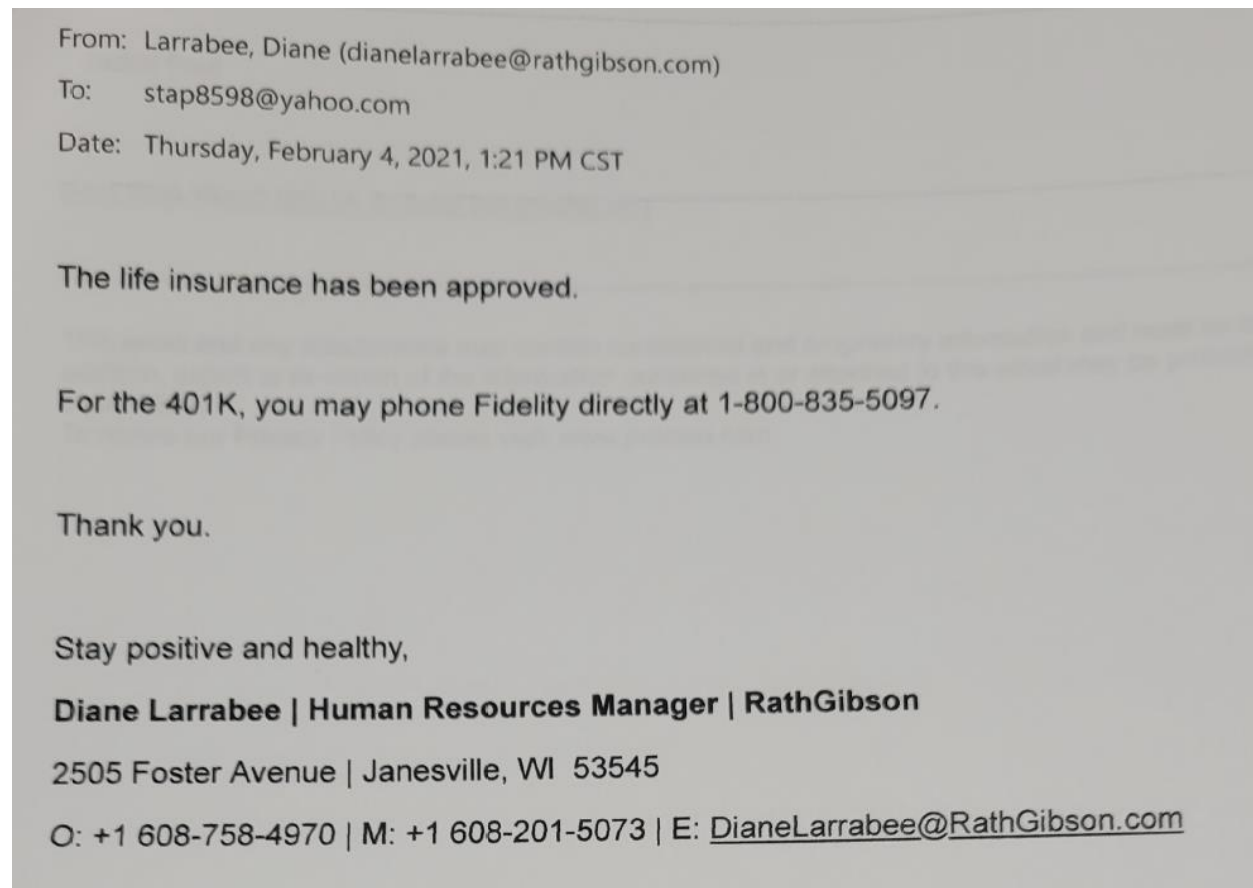 From: Larrabee, Diane (dianelarrabee@rathgibson.com)
To: stap8598@yahoo.com
Date: Thursday, February 4, 2021, 1:21 PM CST
The life insurance has been approved.
For the 401K, you may phone Fidelity directly at 1-800-835-5097.
Thank you.
Stay positive and healthy,
Diane Larrabee | Human Resources Manager | RathGibson
2505 Foster Avenue | Janesville, WI  53545
O: +1 608-758-4970 | M: +1 608-201-5073 | E: DianeLarrabee@RathGibson.com